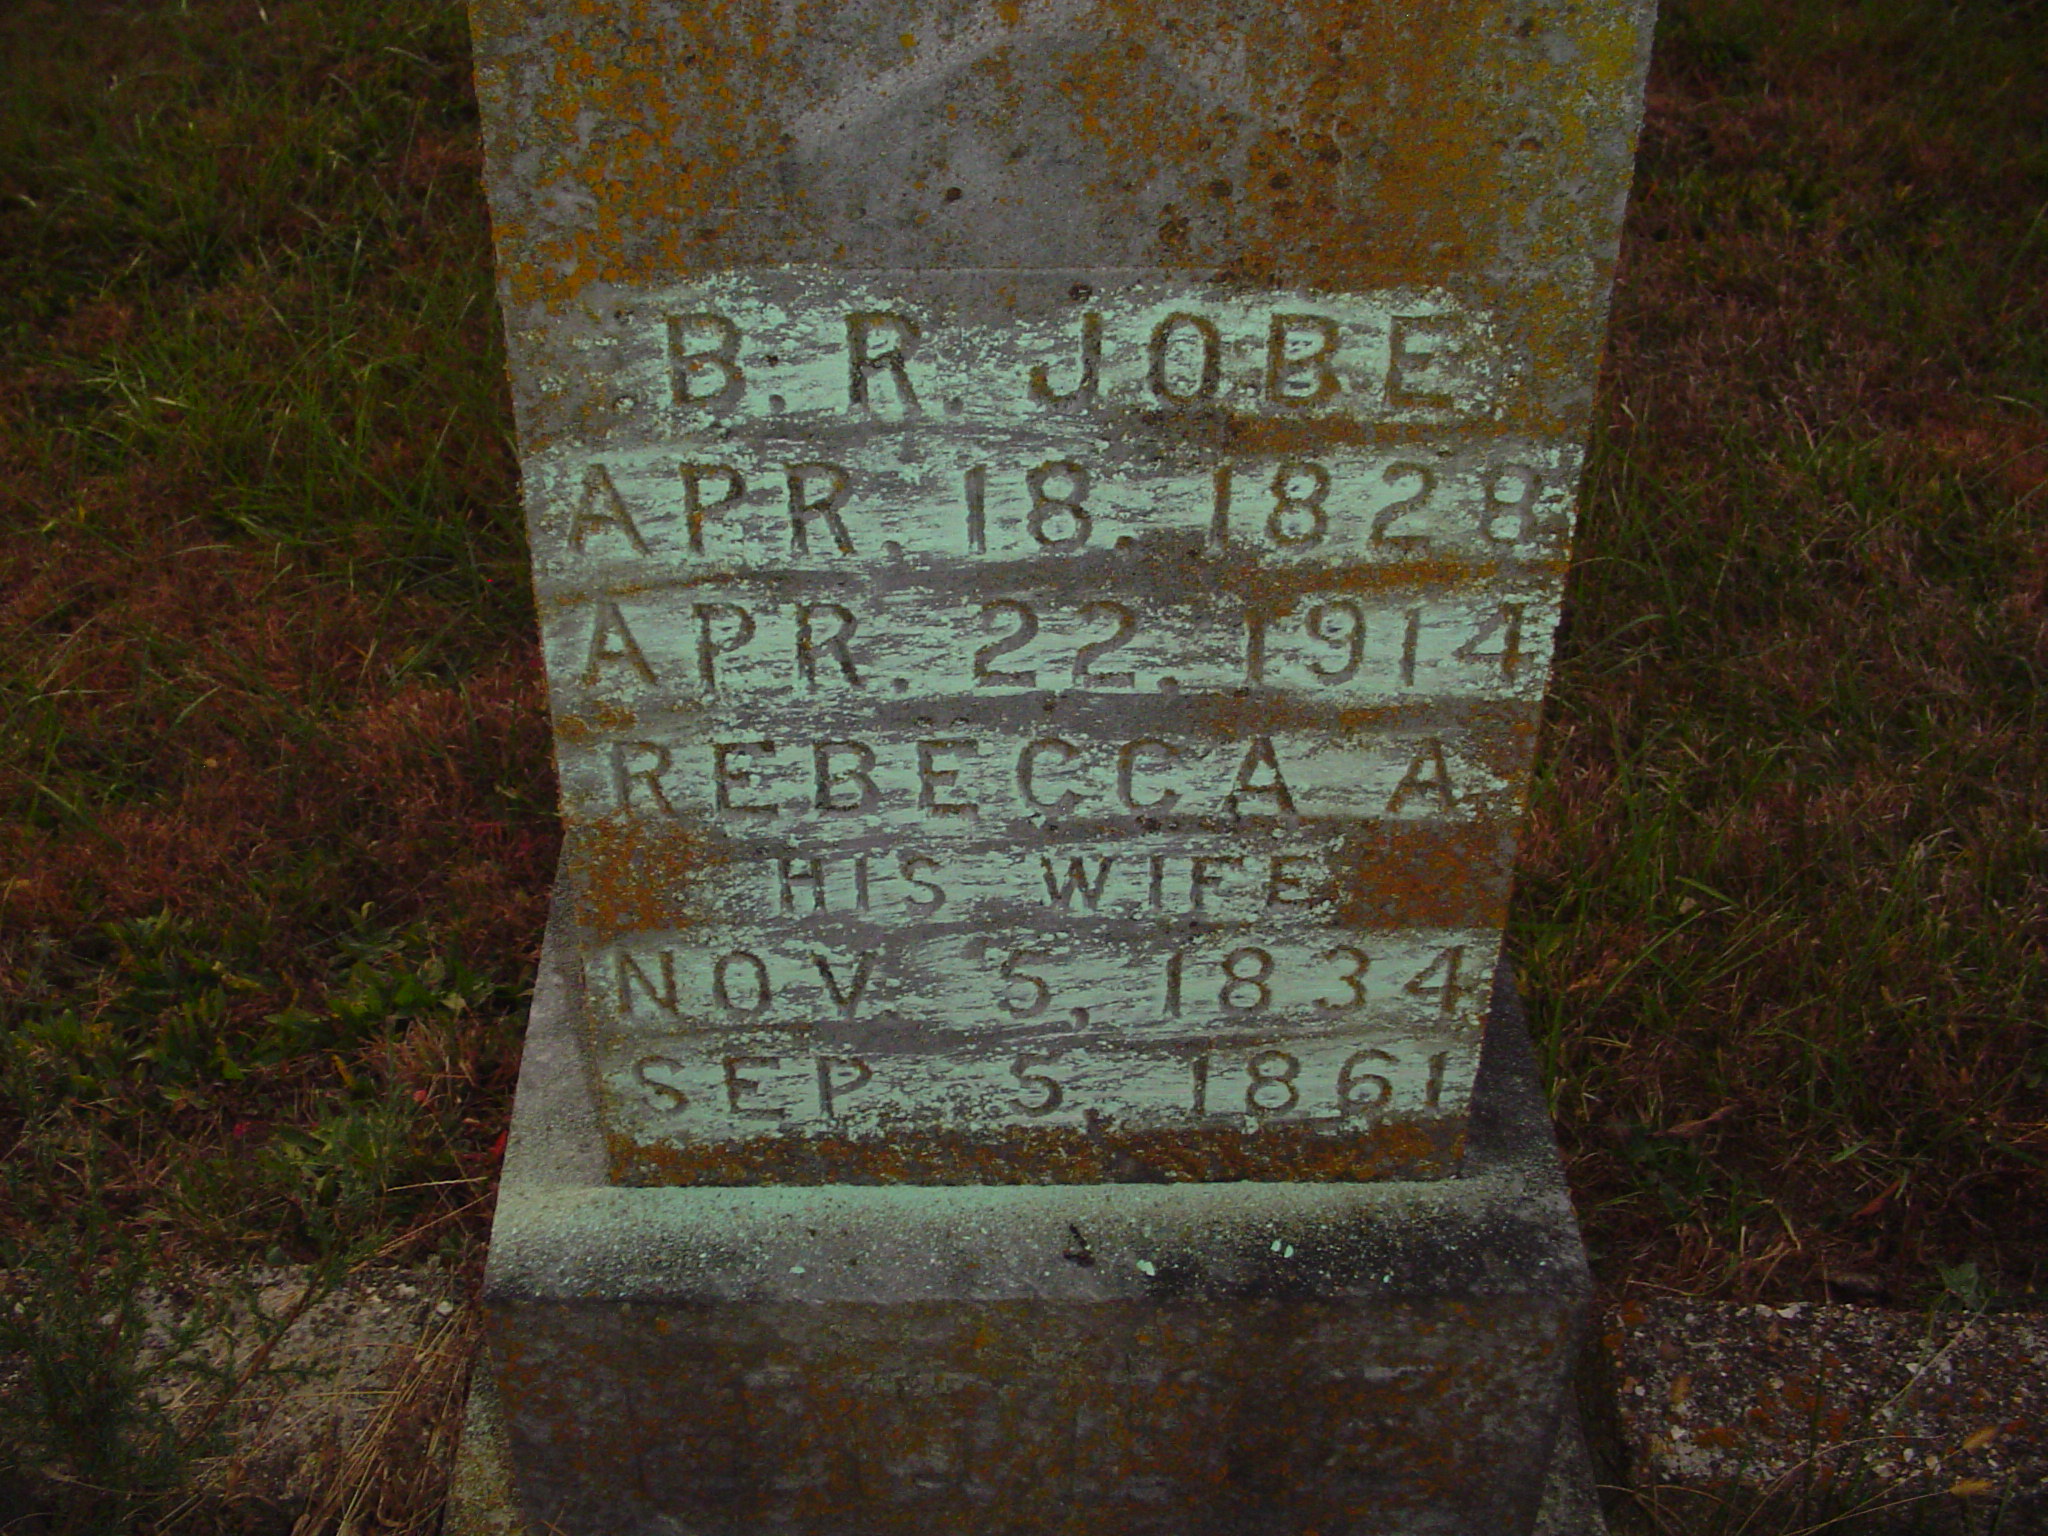 B. R. JOBE
APR. 18. 1828
APR. 22. 1914
REBECCA A
HIS WIFE
NOV. 5, 1834
SEP. 5, 1861